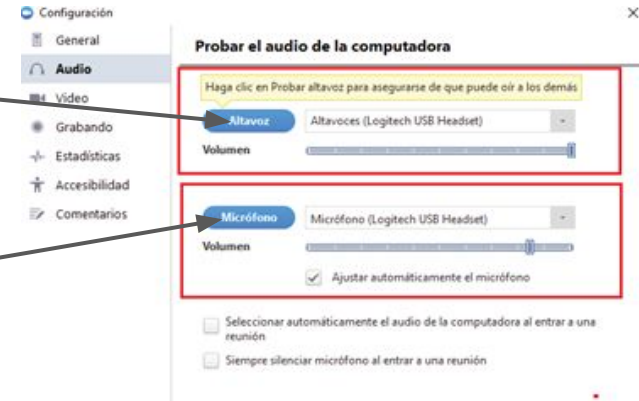 Configuración
General
Audio
Video
Grabando
Estadísticas
Accesibilidad
Comentarios
Probar el audio de la computadora
Haga clic en Probar altavoz para asegurarse de que puede oír a los demás
Altavoz
Altavoces (Logitech USB Headset)
Volumen
Micrófono
Micrófono (Logitech USB Headset)
Volumen
Ajustar automáticamente el micrófono
Seleccionar automáticamente el audio de la computadora al entrar a una
reunión
Siempre silenciar micrófono al entrar a una reunión